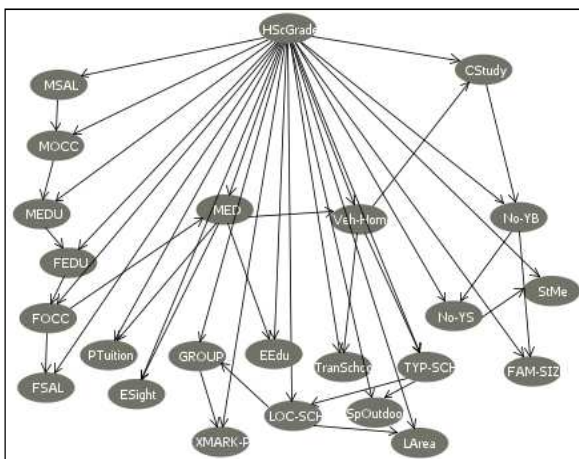 HScGrade
CStudy
MSAL
MOCC
MEDU
MED
Veh-Hom
No-YB
FEDU
StMe
FOCC
No-YS
PTuition
GROUP
EEdu
TranSchoo
TYP-SCH
FAM-SIZ
FSAL
ESight
LOC-SCH
SpOutdoo
XMARK-P
LArea